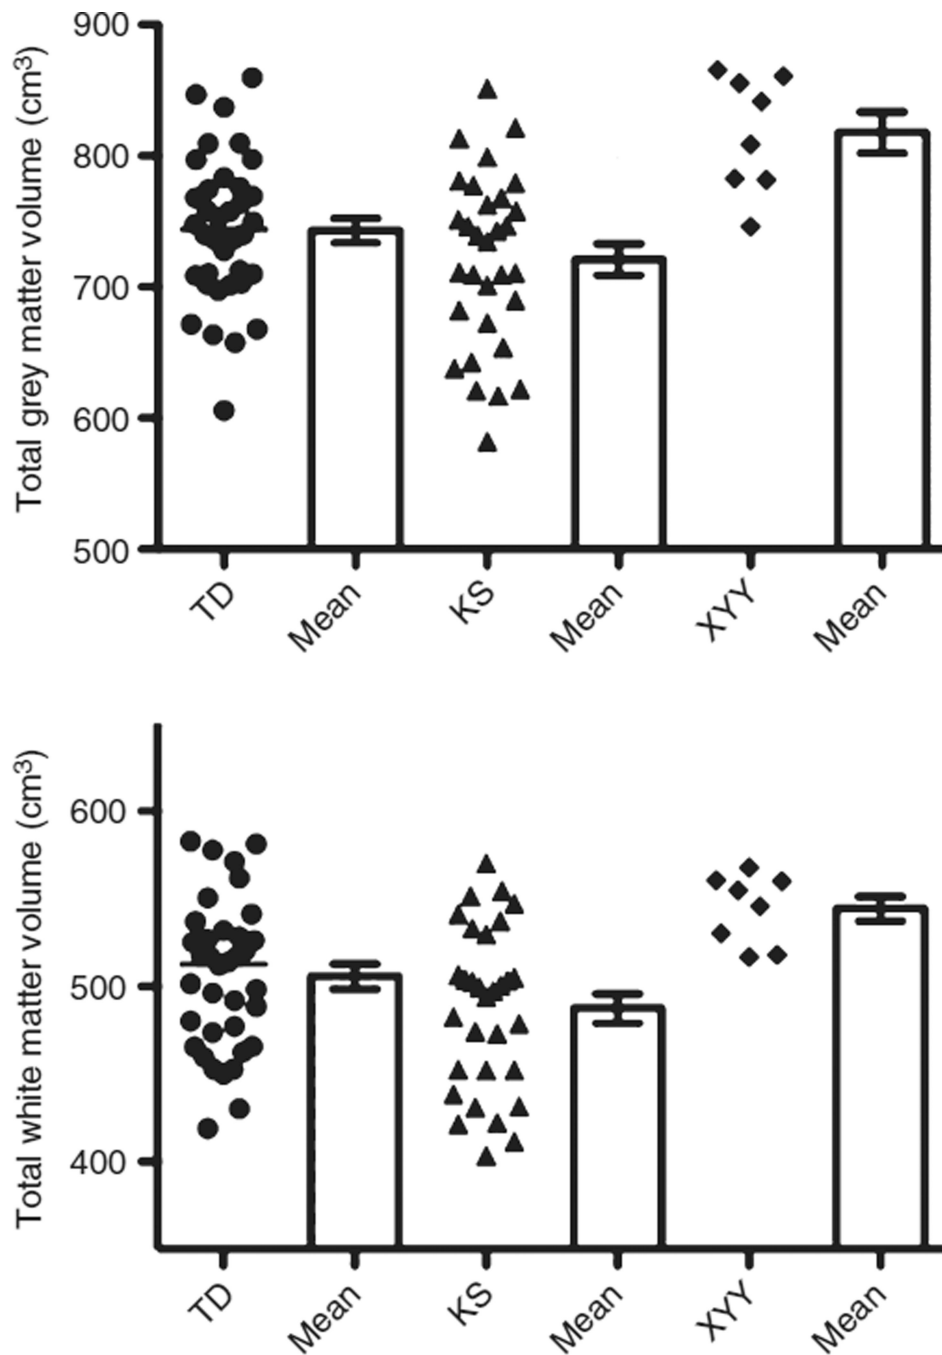 Total grey matter volume (cm³)
900
800
700
600
500
TD
Mean
KS
Mean
XYY
Mean
Total white matter volume (cm³)
600
500
400
TD
Mean
KS
Mean
XYY
Mean